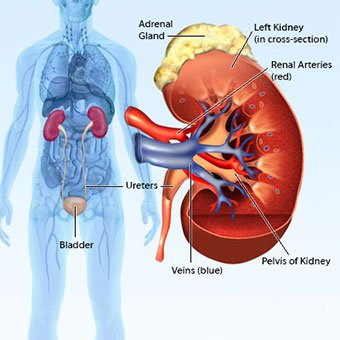 Adrenal
Gland
Left Kidney
(in cross-section)
Renal Arteries
(red)
Ureters
Bladder
Veins (blue)
Pelvis of Kidney